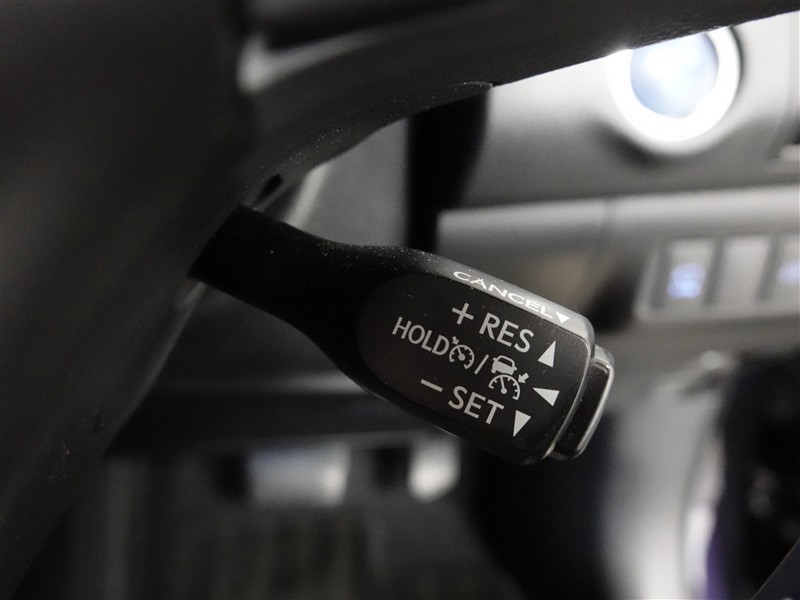 CANCEL▼
+ RES ▲
HOLD /
− SET ▼